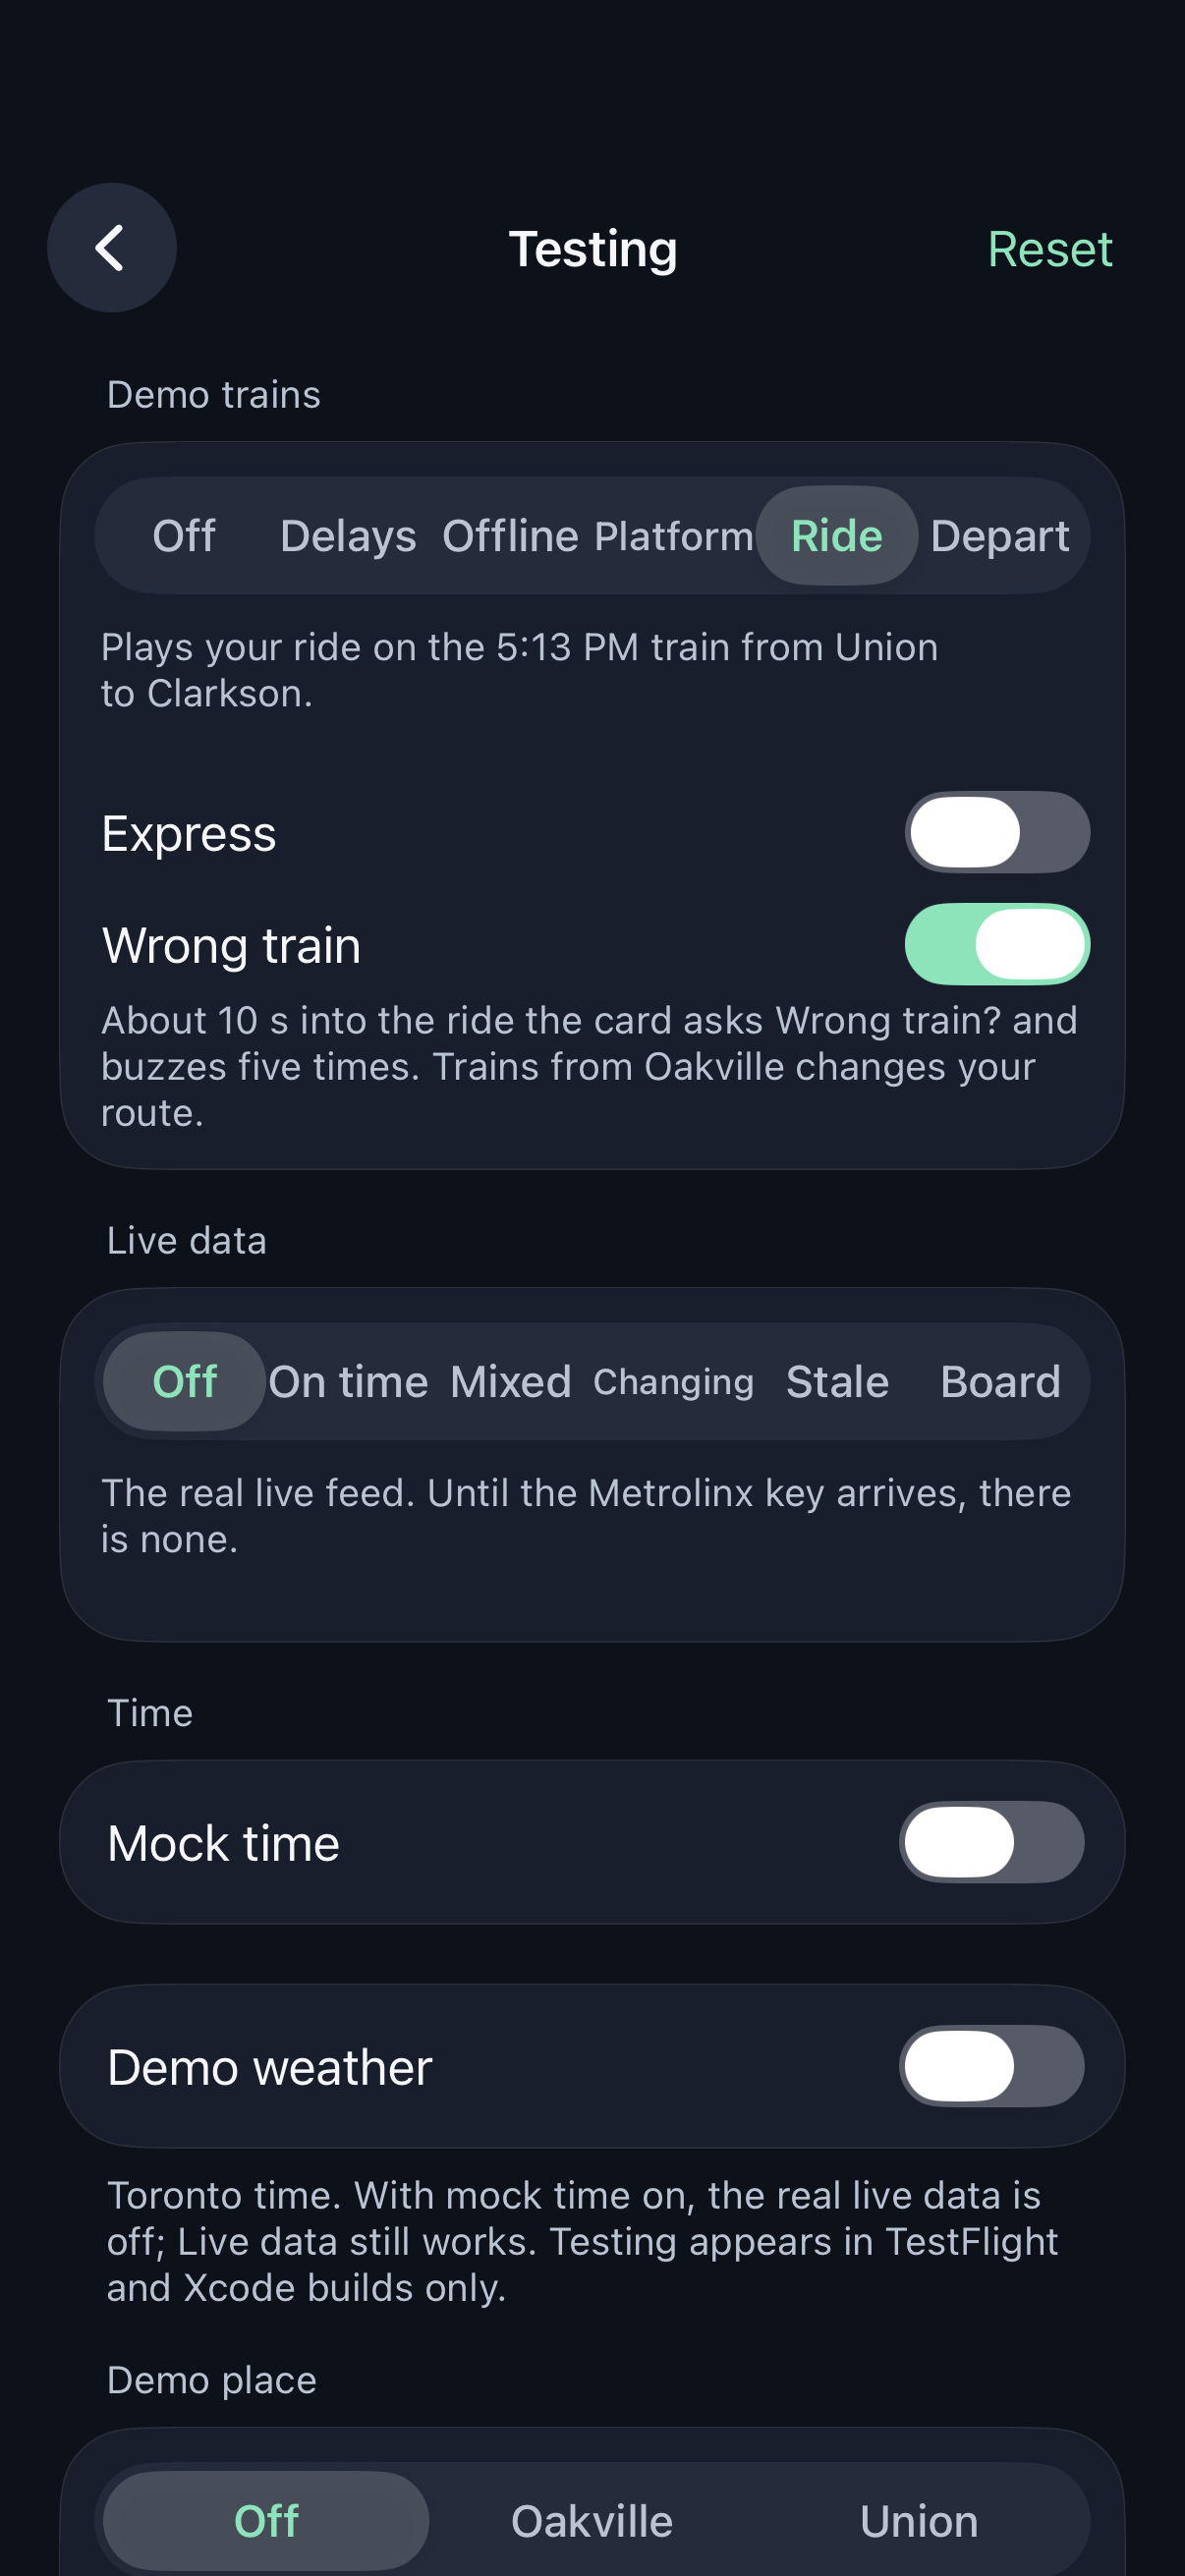 Testing
Reset
Demo trains
Off Delays Offline Platform Ride Depart
Plays your ride on the 5:13 PM train from Union
to Clarkson.
Express
Wrong train
About 10 s into the ride the card asks Wrong train? and
buzzes five times. Trains from Oakville changes your
route.
Live data
Off On time Mixed Changing Stale Board
The real live feed. Until the Metrolinx key arrives, there
is none.
Time
Mock time
Demo weather
Toronto time. With mock time on, the real live data is
off; Live data still works. Testing appears in TestFlight
and Xcode builds only.
Demo place
Off Oakville Union